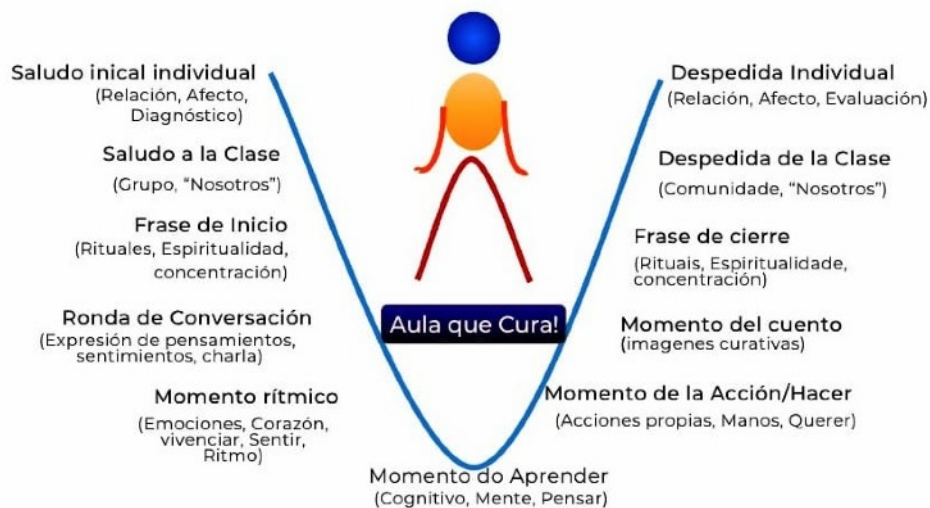 Saludo inical individual
(Relación, Afecto,
Diagnóstico)
Saludo a la Clase
(Grupo, “Nosotros”)
Frase de Inicio
(Rituales, Espiritualidad,
concentración)
Ronda de Conversación
(Expresión de pensamientos,
sentimientos, charla)
Momento rítmico
(Emociones, Corazón,
vivenciar, Sentir,
Ritmo)
Aula que Cura!
Momento do Aprender
(Cognitivo, Mente, Pensar)
Despedida Individual
(Relación, Afecto, Evaluación)
Despedida de la Clase
(Comunidade, “Nosotros”)
Frase de cierre
(Rituais, Espiritualidade,
concentración)
Momento del cuento
(imagenes curativas)
Momento de la Acción/Hacer
(Acciones propias, Manos, Querer)